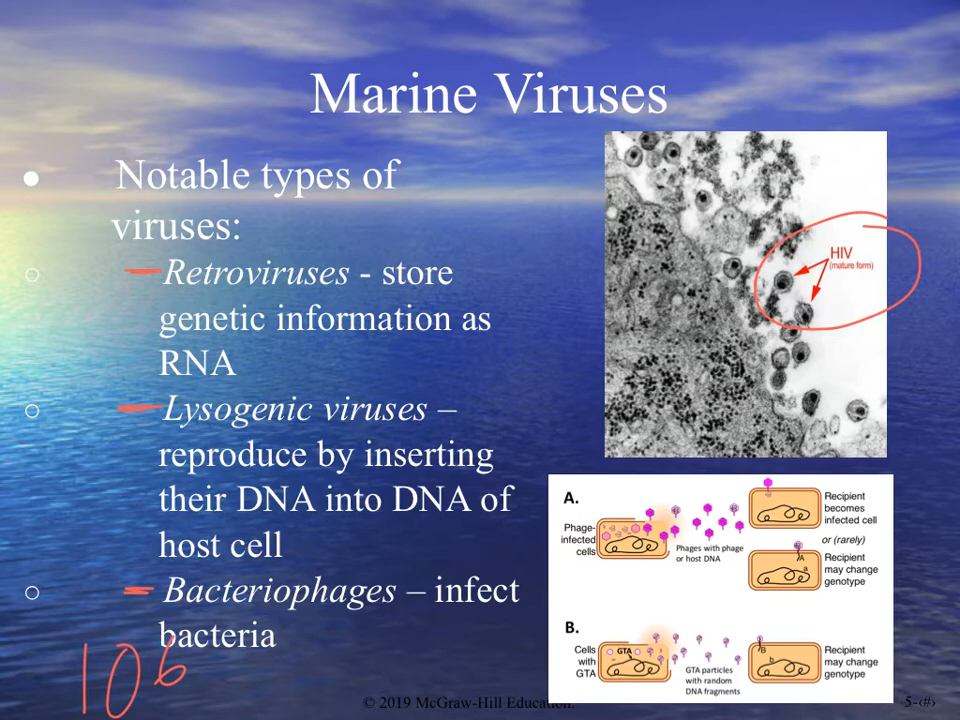 Marine Viruses
● Notable types of
viruses:
○ Retroviruses - store
genetic information as
RNA
○ Lysogenic viruses –
reproduce by inserting
their DNA into DNA of
host cell
○ Bacteriophages – infect
bacteria
10⁶
HIV
(mature form)
A.
Phage-
infected
cells
Phages with phage
or host DNA
Recipient
becomes
infected cell
or (rarely)
A
a
Recipient
may change
genotype
B.
Cells
with
GTA
GTA
GTA particles
with random
DNA fragments
B
b
Recipient
may change
genotype
© 2019 McGraw-Hill Education.
5-‹#›